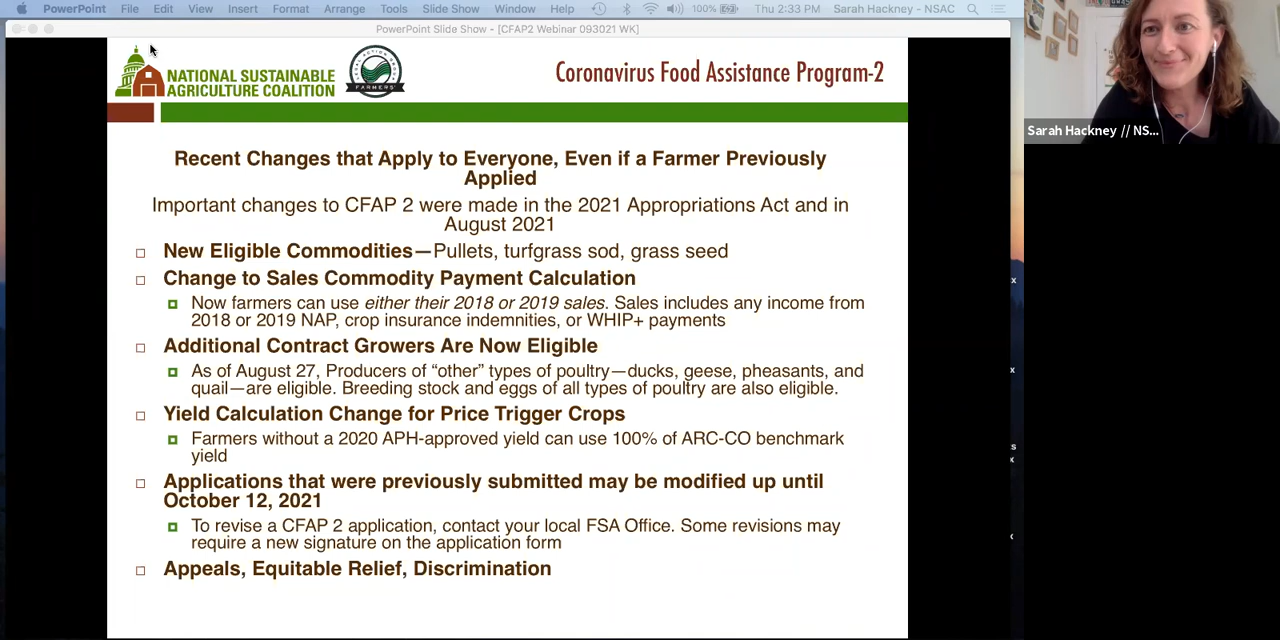 PowerPoint File Edit View Insert Format Arrange Tools Slide Show Window Help 100% Thu 2:33 PM Sarah Hackney - NSAC
PowerPoint Slide Show - [CFAP2 Webinar 093021 WK]
NATIONAL SUSTAINABLE
AGRICULTURE COALITION
FARMERS'
Coronavirus Food Assistance Program-2
Sarah Hackney // NS...
Recent Changes that Apply to Everyone, Even if a Farmer Previously
Applied
Important changes to CFAP 2 were made in the 2021 Appropriations Act and in
August 2021
New Eligible Commodities—Pullets, turfgrass sod, grass seed
Change to Sales Commodity Payment Calculation
Now farmers can use either their 2018 or 2019 sales. Sales includes any income from
2018 or 2019 NAP, crop insurance indemnities, or WHIP+ payments
Additional Contract Growers Are Now Eligible
As of August 27, Producers of “other” types of poultry—ducks, geese, pheasants, and
quail—are eligible. Breeding stock and eggs of all types of poultry are also eligible.
Yield Calculation Change for Price Trigger Crops
Farmers without a 2020 APH-approved yield can use 100% of ARC-CO benchmark
yield
Applications that were previously submitted may be modified up until
October 12, 2021
To revise a CFAP 2 application, contact your local FSA Office. Some revisions may
require a new signature on the application form
Appeals, Equitable Relief, Discrimination